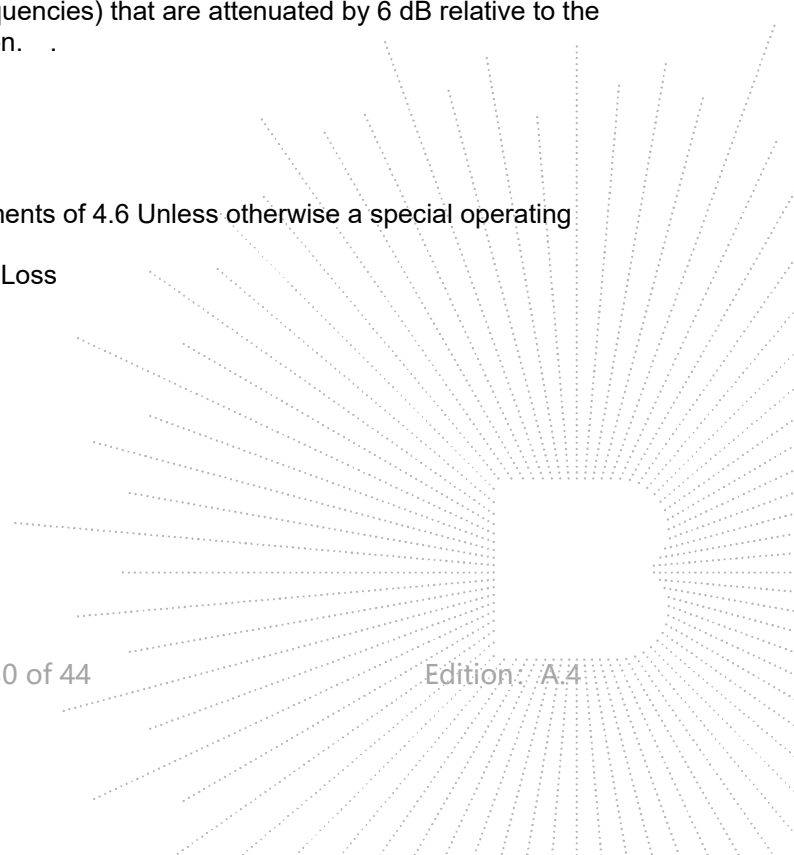 quencies) that are attenuated by 6 dB relative to the
n. .
nents of 4.6 Unless otherwise a special operating
Loss
0 of 44 Edition：A.4